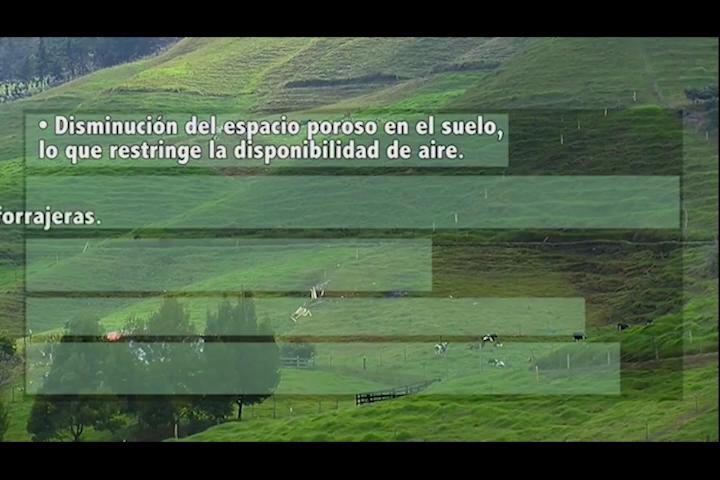 • Disminución del espacio poroso en el suelo,
lo que restringe la disponibilidad de aire.
forrajeras.